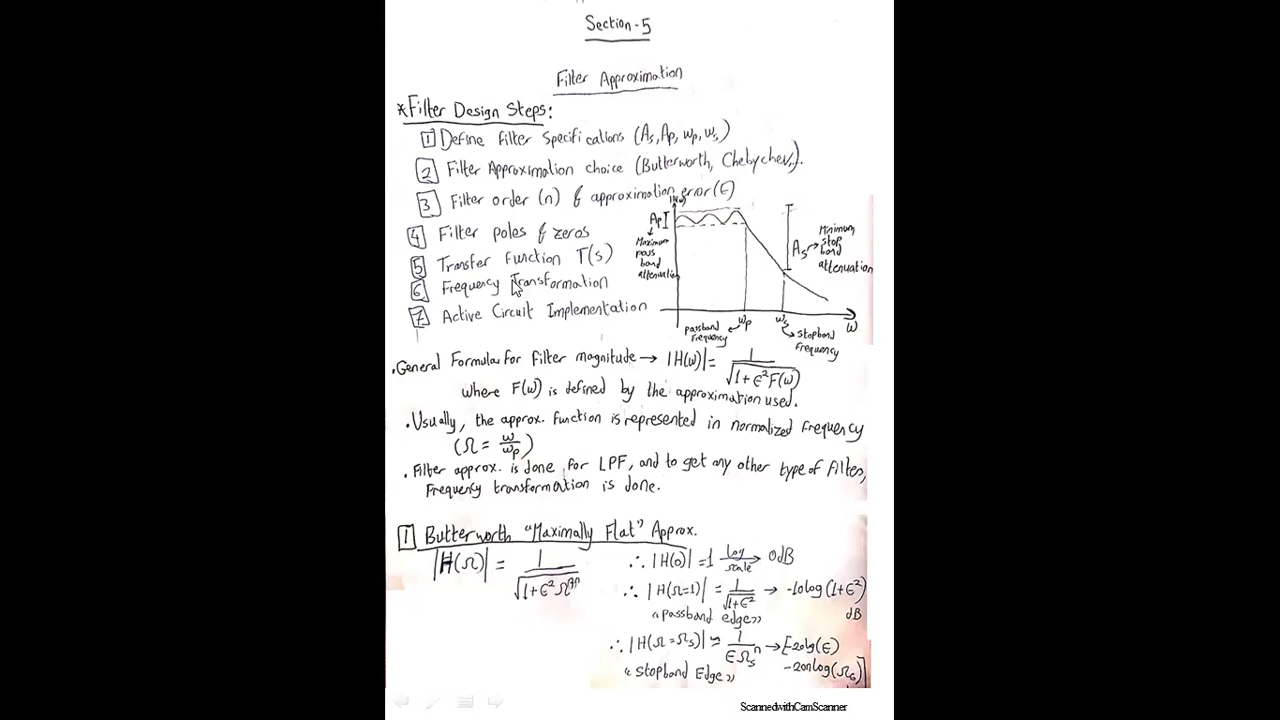 Section-5
Filter Approximation
*Filter Design Steps:
1 Define filter Specifications (As, Ap, wp, ws)
2 Filter Approximation choice (Butterworth, Chebychev,..).
3 Filter order (n) & approximation error (ϵ)
4 Filter poles & zeros
5 Transfer function T(s)
6 Frequency Transformation
7 Active Circuit Implementation
|H(ω)|
Ap
Maximum
pass
band
attenuation
As → Minimum
stop
band
attenuation
ωp
ωs
ω
passband
frequency
stopband
frequency
. General Formula for filter magnitude → |H(ω)| = 1/√(1+ϵ²F(ω))
where F(ω) is defined by the approximation used.
. Usually, the approx. function is represented in normalized frequency
(Ω = ω/ωp)
. Filter approx. is done for LPF, and to get any other type of filter,
frequency transformation is done.
1 Butterworth "Maximally Flat" Approx.
|H(Ω)| = 1/√(1+ϵ²Ω²ⁿ)
∴ |H(0)| = 1 log scale → 0dB
∴ |H(Ω=1)| = 1/√(1+ϵ²) → -10log(1+ϵ²) dB
"passband edge"
∴ |H(Ω=Ωs)| ≈ 1/(ϵΩsⁿ) → [-20log(ϵ)
-20nlog(Ωs)]
"stopband Edge"
ScannedwithCamScanner